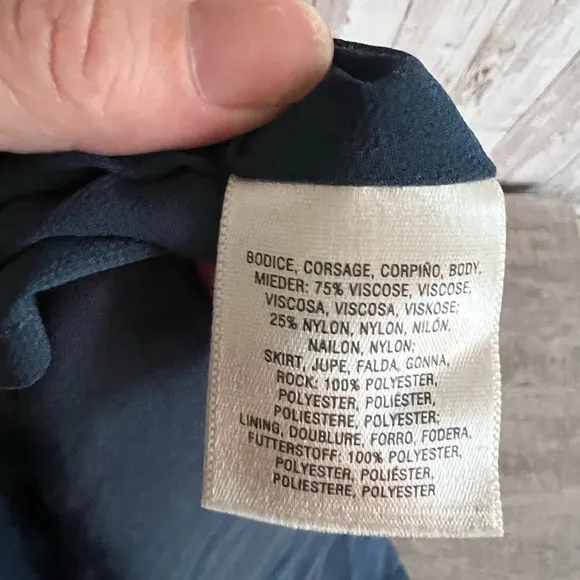 BODICE, CORSAGE, CORPIÑO, BODY,
MIEDER: 75% VISCOSE, VISCOSE,
VISCOSA, VISCOSA, VISKOSE;
25% NYLON, NYLON, NILÓN,
NAILON, NYLON;
SKIRT, JUPE, FALDA, GONNA,
ROCK: 100% POLYESTER,
POLYESTER, POLIÉSTER,
POLIESTERE, POLYESTER;
LINING, DOUBLURE, FORRO, FODERA,
FUTTERSTOFF: 100% POLYESTER,
POLYESTER, POLIÉSTER,
POLIESTERE, POLYESTER